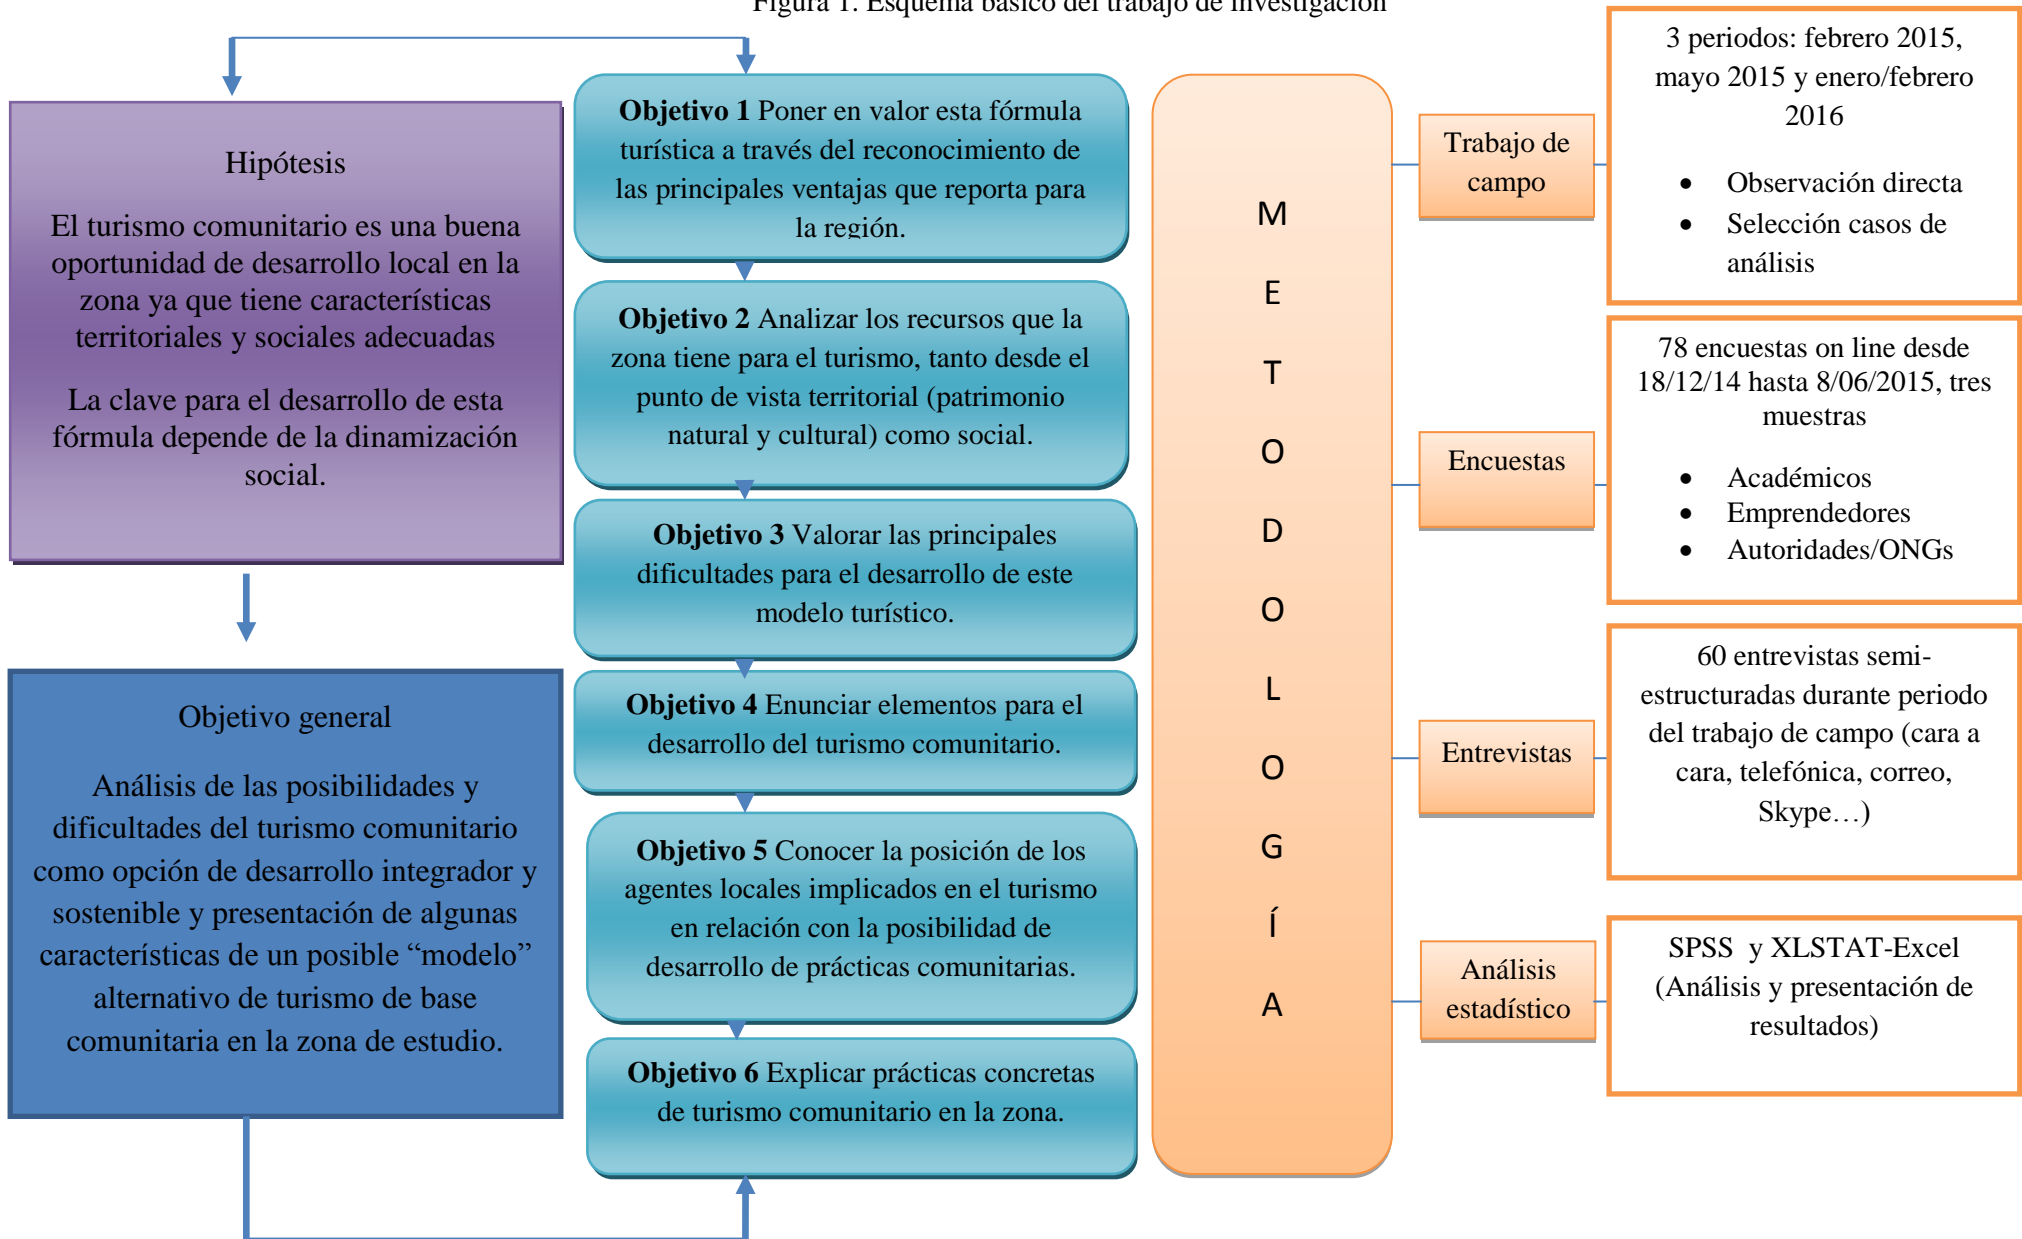 Figura 1. Esquema básico del trabajo de investigación
Hipótesis
El turismo comunitario es una buena
oportunidad de desarrollo local en la
zona ya que tiene características
territoriales y sociales adecuadas
La clave para el desarrollo de esta
fórmula depende de la dinamización
social.
Objetivo general
Análisis de las posibilidades y
dificultades del turismo comunitario
como opción de desarrollo integrador y
sostenible y presentación de algunas
características de un posible “modelo”
alternativo de turismo de base
comunitaria en la zona de estudio.
Objetivo 1 Poner en valor esta fórmula
turística a través del reconocimiento de
las principales ventajas que reporta para
la región.
Objetivo 2 Analizar los recursos que la
zona tiene para el turismo, tanto desde el
punto de vista territorial (patrimonio
natural y cultural) como social.
Objetivo 3 Valorar las principales
dificultades para el desarrollo de este
modelo turístico.
Objetivo 4 Enunciar elementos para el
desarrollo del turismo comunitario.
Objetivo 5 Conocer la posición de los
agentes locales implicados en el turismo
en relación con la posibilidad de
desarrollo de prácticas comunitarias.
Objetivo 6 Explicar prácticas concretas
de turismo comunitario en la zona.
M
E
T
O
D
O
L
O
G
Í
A
Trabajo de
campo
3 periodos: febrero 2015,
mayo 2015 y enero/febrero
2016
• Observación directa
• Selección casos de
análisis
Encuestas
78 encuestas on line desde
18/12/14 hasta 8/06/2015, tres
muestras
• Académicos
• Emprendedores
• Autoridades/ONGs
Entrevistas
60 entrevistas semi-
estructuradas durante periodo
del trabajo de campo (cara a
cara, telefónica, correo,
Skype…)
Análisis
estadístico
SPSS y XLSTAT-Excel
(Análisis y presentación de
resultados)